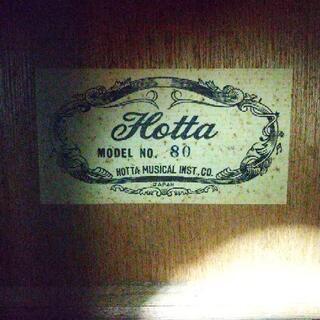 Hotta
MODEL NO. 80
HOTTA MUSICAL INST. CO.
JAPAN